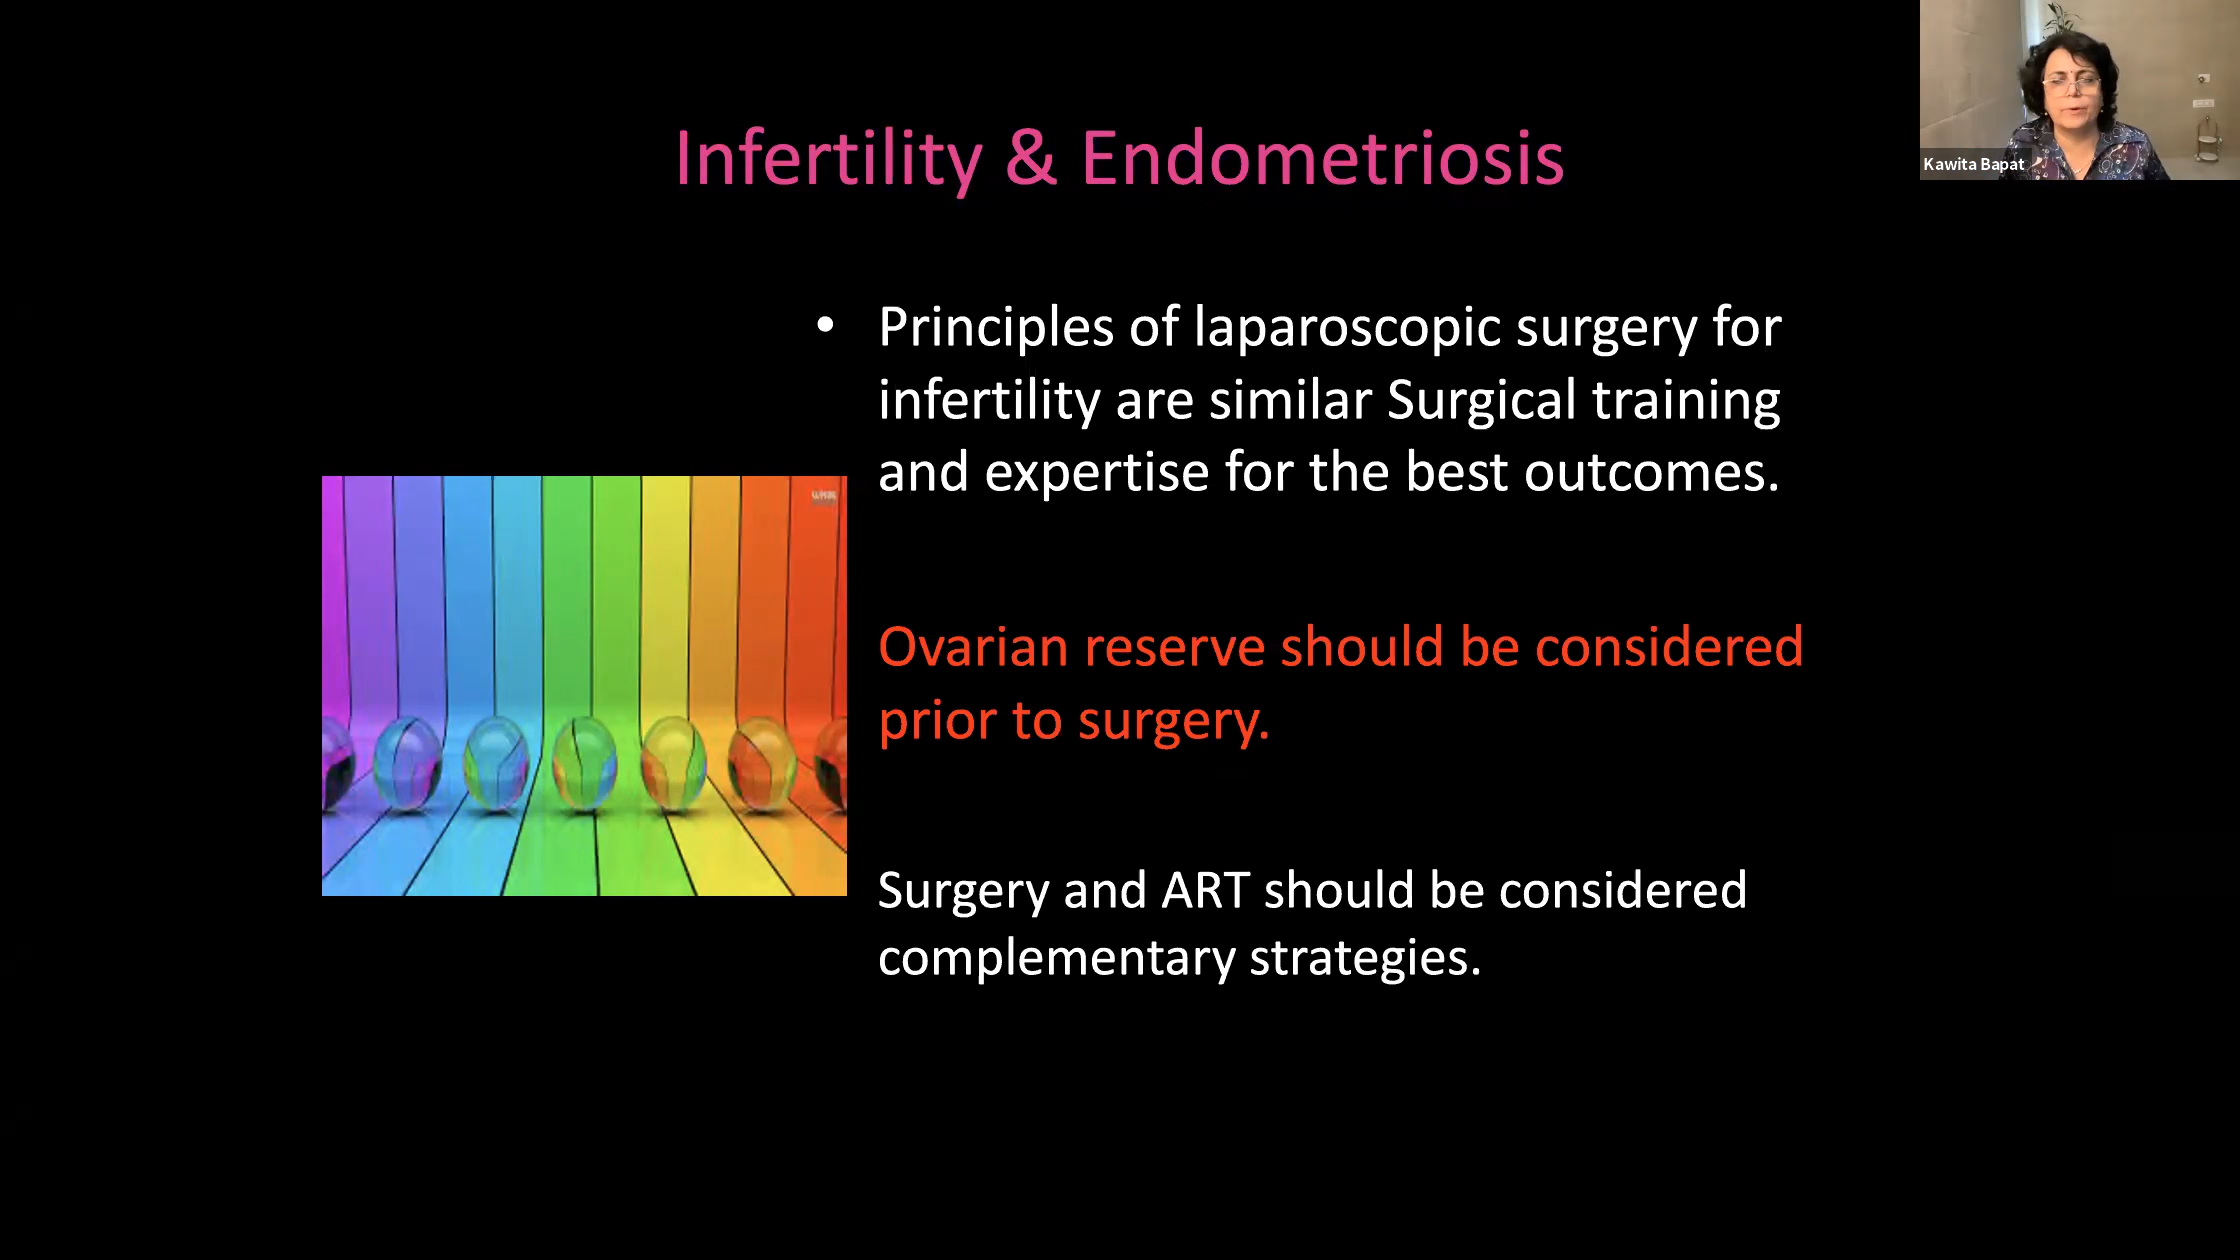 Infertility & Endometriosis
Kawita Bapat
• Principles of laparoscopic surgery for
infertility are similar Surgical training
and expertise for the best outcomes.
Ovarian reserve should be considered
prior to surgery.
Surgery and ART should be considered
complementary strategies.